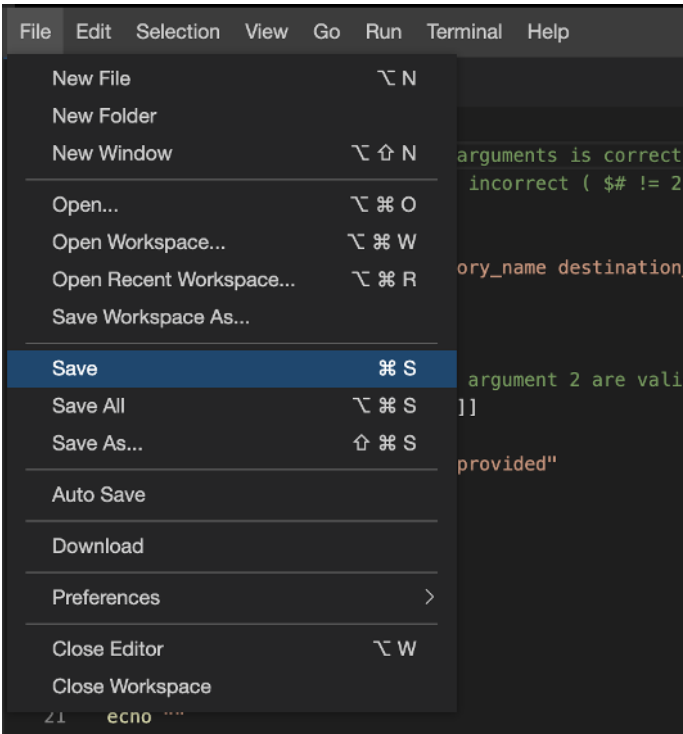 File Edit Selection View Go Run Terminal Help
New File ⌥ N
New Folder
New Window ⌥ ⇧ N
arguments is correct
Open... ⌥ ⌘ O
incorrect ( $# != 2
Open Workspace... ⌥ ⌘ W
Open Recent Workspace... ⌥ ⌘ R
ory_name destination_
Save Workspace As...
Save ⌘ S
argument 2 are vali
Save All ⌥ ⌘ S
]]
Save As... ⇧ ⌘ S
provided"
Auto Save
Download
Preferences >
Close Editor ⌥ W
Close Workspace
21 echo ""